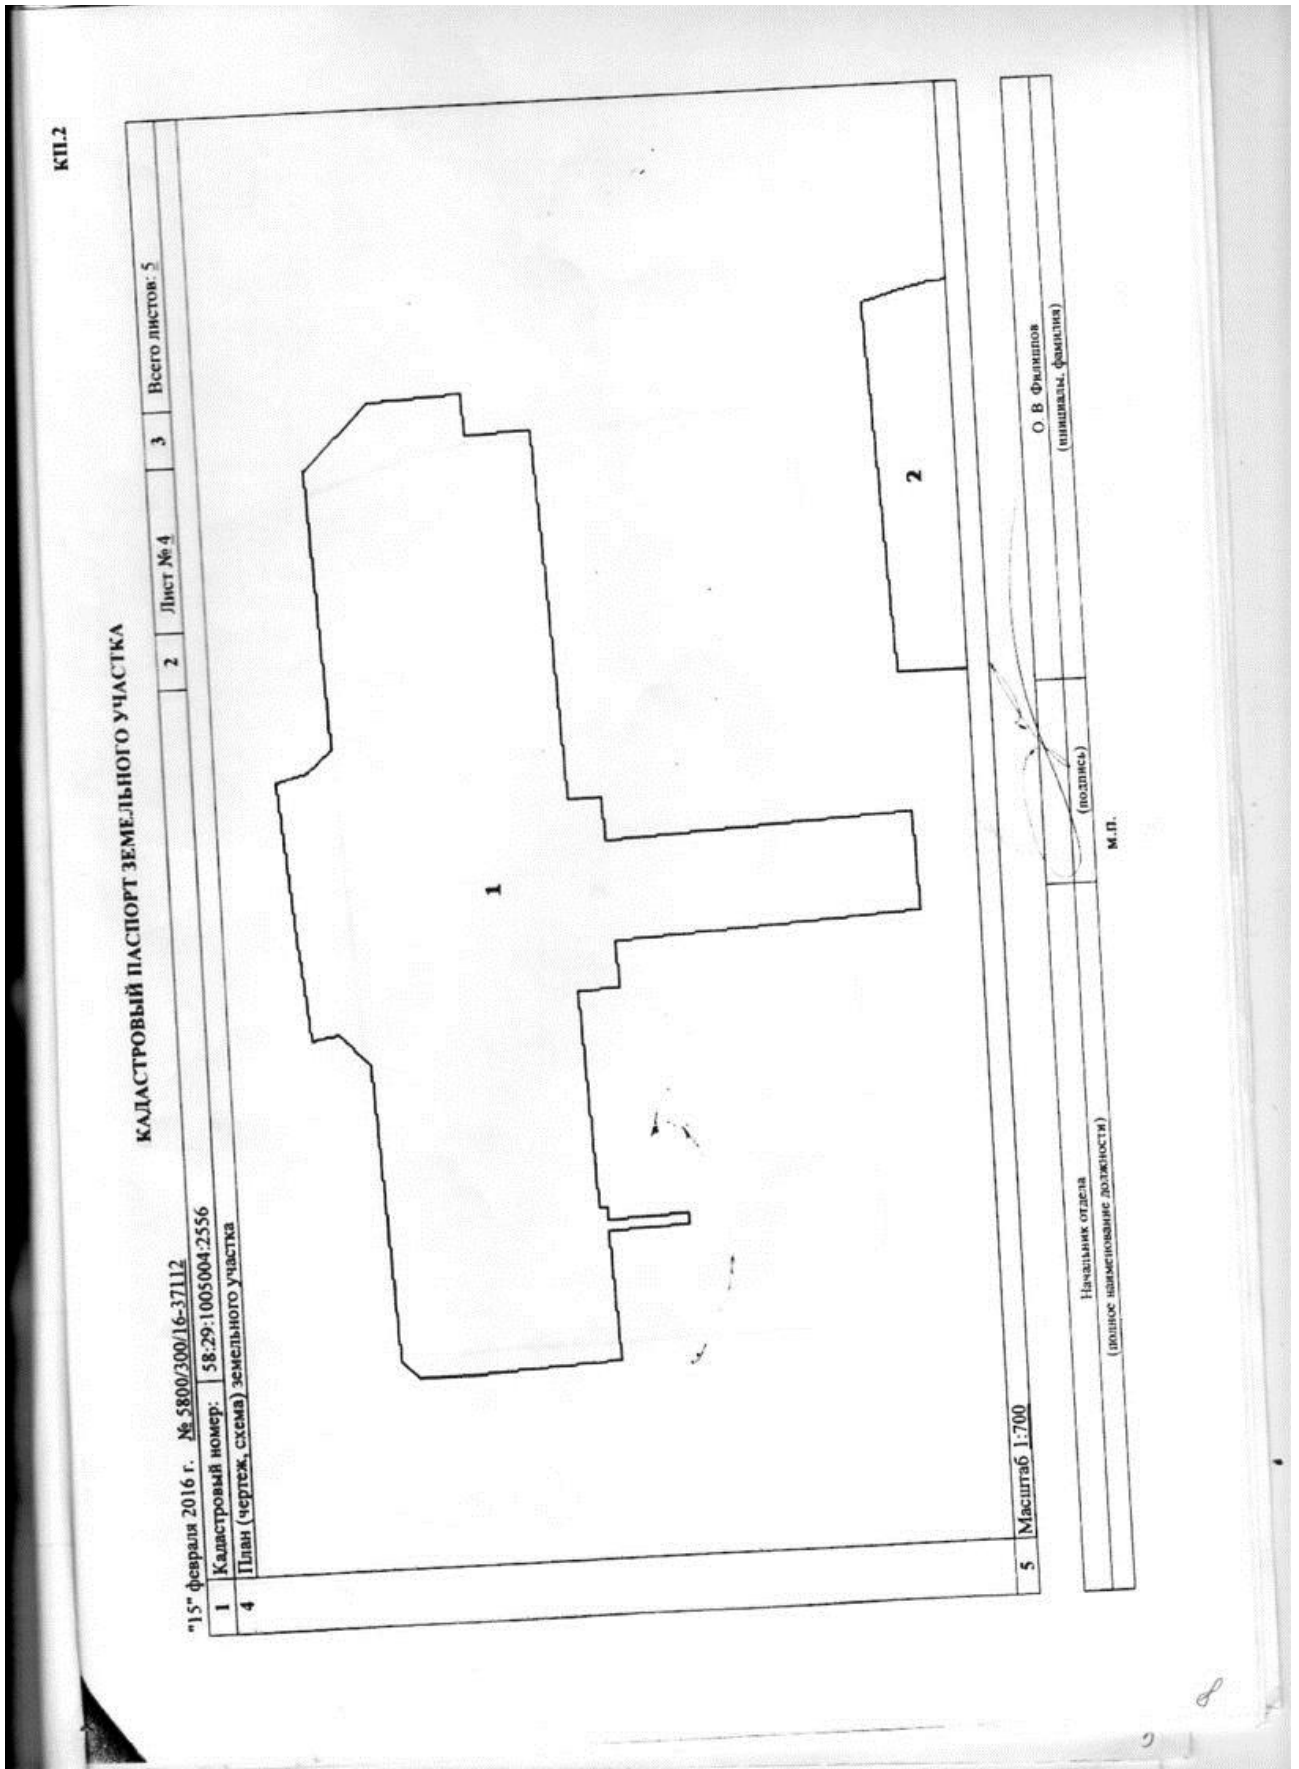 КП.2
КАДАСТРОВЫЙ ПАСПОРТ ЗЕМЕЛЬНОГО УЧАСТКА
"15" февраля 2016 г. № 5800/300/16-37112
1 Кадастровый номер: 58:29:1005004:2556 2 Лист № 4 3 Всего листов: 5
4 План (чертеж, схема) земельного участка
1
2
5 Масштаб 1:700
Начальник отдела О. В Филиппов
(полное наименование должности) (подпись) (инициалы, фамилия)
М.П.
8